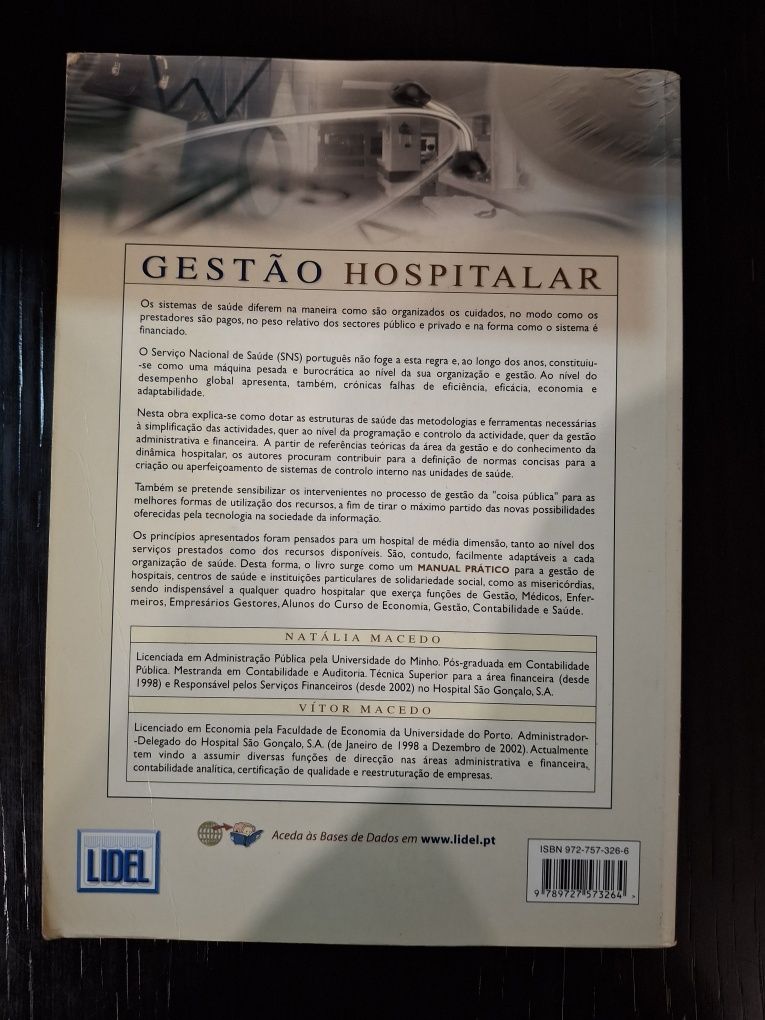 W
GESTÃO HOSPITALAR
Os sistemas de saúde diferem na maneira como são organizados os cuidados, no modo como os
prestadores são pagos, no peso relativo dos sectores público e privado e na forma como o sistema é
financiado.
O Serviço Nacional de Saúde (SNS) português não foge a esta regra e, ao longo dos anos, constituiu-
-se como uma máquina pesada e burocrática ao nível da sua organização e gestão. Ao nível do
desempenho global apresenta, também, crónicas falhas de eficiência, eficácia, economia e
adaptabilidade.
Nesta obra explica-se como dotar as estruturas de saúde das metodologias e ferramentas necessárias
à simplificação das actividades, quer ao nível da programação e controlo da actividade, quer da gestão
administrativa e financeira. A partir de referências teóricas da área da gestão e do conhecimento da
dinâmica hospitalar, os autores procuram contribuir para a definição de normas concisas para a
criação ou aperfeiçoamento de sistemas de controlo interno nas unidades de saúde.
Também se pretende sensibilizar os intervenientes no processo de gestão da "coisa pública" para as
melhores formas de utilização dos recursos, a fim de tirar o máximo partido das novas possibilidades
oferecidas pela tecnologia na sociedade da informação.
Os princípios apresentados foram pensados para um hospital de média dimensão, tanto ao nível dos
serviços prestados como dos recursos disponíveis. São, contudo, facilmente adaptáveis a cada
organização de saúde. Desta forma, o livro surge como um MANUAL PRÁTICO para a gestão de
hospitais, centros de saúde e instituições particulares de solidariedade social, como as misericórdias,
sendo indispensável a qualquer quadro hospitalar que exerça funções de Gestão, Médicos, Enfer-
meiros, Empresários Gestores, Alunos do Curso de Economia, Gestão, Contabilidade e Saúde.
NATÁLIA MACEDO
Licenciada em Administração Pública pela Universidade do Minho. Pós-graduada em Contabilidade
Pública. Mestranda em Contabilidade e Auditoria. Técnica Superior para a área financeira (desde
1998) e Responsável pelos Serviços Financeiros (desde 2002) no Hospital São Gonçalo, S.A.
VÍTOR MACEDO
Licenciado em Economia pela Faculdade de Economia da Universidade do Porto. Administrador-
-Delegado do Hospital São Gonçalo, S.A. (de Janeiro de 1998 a Dezembro de 2002). Actualmente
tem vindo a assumir diversas funções de direcção nas áreas administrativa e financeira,
contabilidade analítica, certificação de qualidade e reestruturação de empresas.
Aceda às Bases de Dados em www.lidel.pt
LIDEL
ISBN 972-757-326-6
9 789727 573264 >